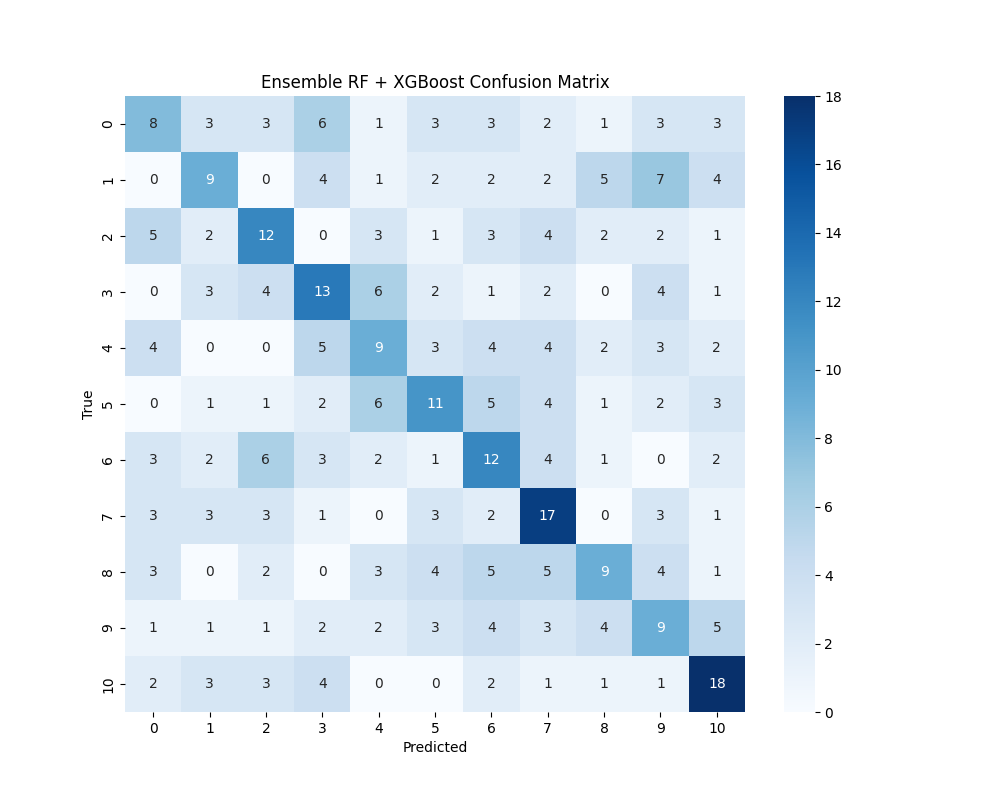 Ensemble RF + XGBoost Confusion Matrix
0 8 3 3 6 1 3 3 2 1 3 3
1 0 9 0 4 1 2 2 2 5 7 4
2 5 2 12 0 3 1 3 4 2 2 1
3 0 3 4 13 6 2 1 2 0 4 1
4 4 0 0 5 9 3 4 4 2 3 2
5 0 1 1 2 6 11 5 4 1 2 3
6 3 2 6 3 2 1 12 4 1 0 2
7 3 3 3 1 0 3 2 17 0 3 1
8 3 0 2 0 3 4 5 5 9 4 1
9 1 1 1 2 2 3 4 3 4 9 5
10 2 3 3 4 0 0 2 1 1 1 18
0 1 2 3 4 5 6 7 8 9 10
Predicted
True
18
16
14
12
10
8
6
4
2
0